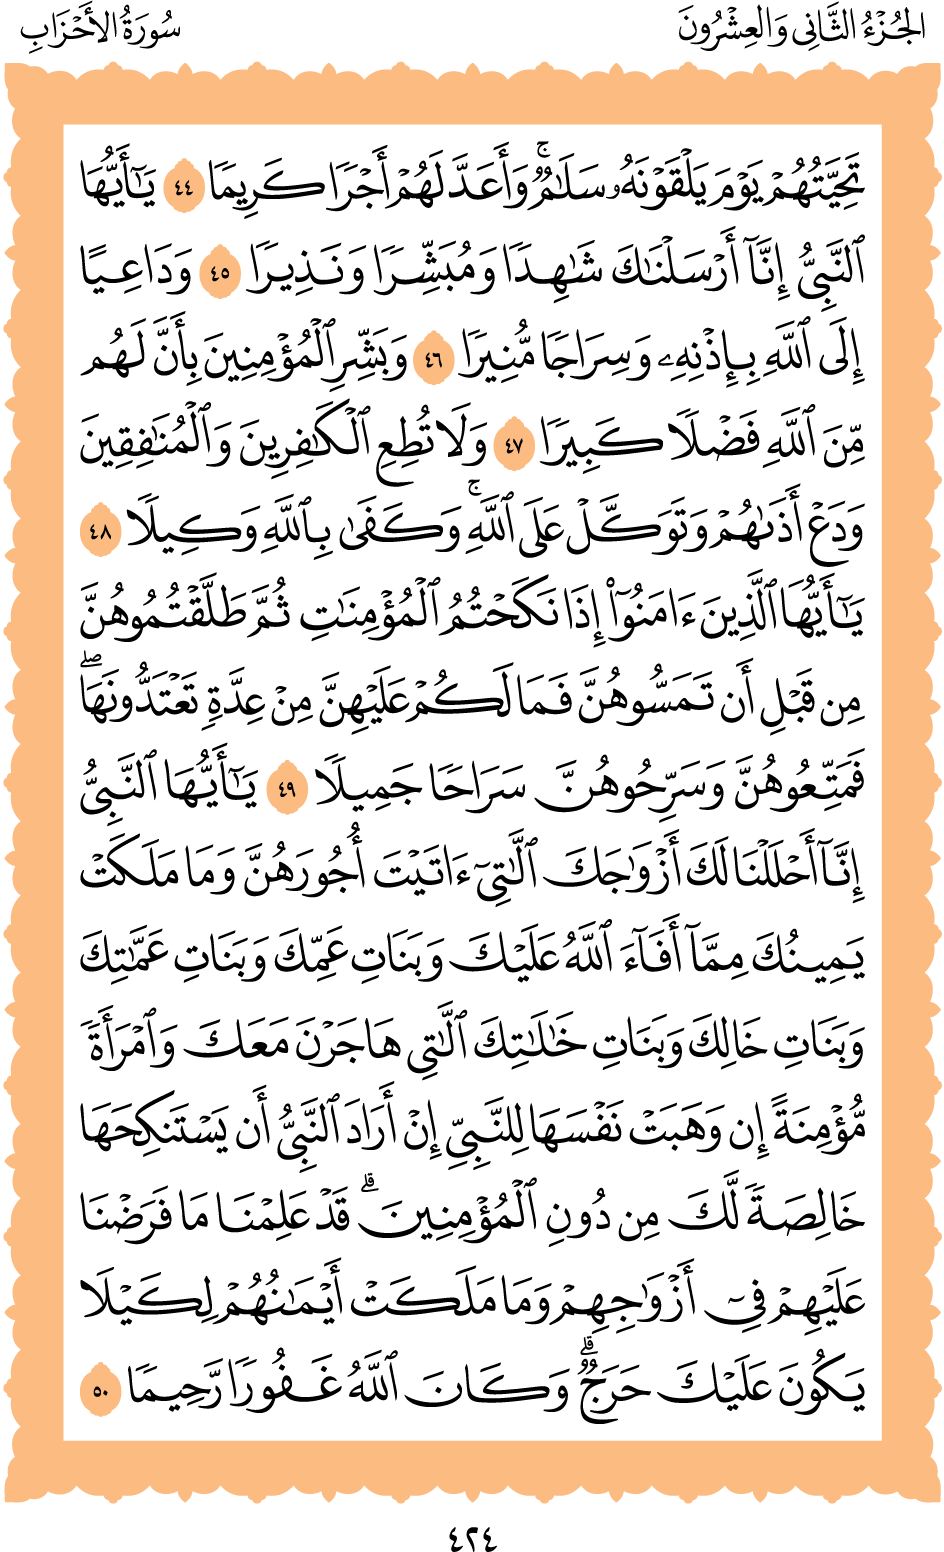 الجُزْءُ الثَّانِي وَالعِشْرُونَ
سُورَةُ الأَحْزَابِ
تَحِيَّتُهُمْ يَوْمَ يَلْقَوْنَهُۥ سَلَٰمٌۚ وَأَعَدَّ لَهُمْ أَجْرًا كَرِيمًا ٤٤ يَٰٓأَيُّهَا
ٱلنَّبِيُّ إِنَّآ أَرْسَلْنَٰكَ شَٰهِدًا وَمُبَشِّرًا وَنَذِيرًا ٤٥ وَدَاعِيًا
إِلَى ٱللَّهِ بِإِذْنِهِۦ وَسِرَاجًا مُّنِيرًا ٤٦ وَبَشِّرِ ٱلْمُؤْمِنِينَ بِأَنَّ لَهُم
مِّنَ ٱللَّهِ فَضْلًا كَبِيرًا ٤٧ وَلَا تُطِعِ ٱلْكَٰفِرِينَ وَٱلْمُنَٰفِقِينَ
وَدَعْ أَذَىٰهُمْ وَتَوَكَّلْ عَلَى ٱللَّهِۚ وَكَفَىٰ بِٱللَّهِ وَكِيلًا ٤٨
يَٰٓأَيُّهَا ٱلَّذِينَ ءَامَنُوٓا۟ إِذَا نَكَحْتُمُ ٱلْمُؤْمِنَٰتِ ثُمَّ طَلَّقْتُمُوهُنَّ
مِن قَبْلِ أَن تَمَسُّوهُنَّ فَمَا لَكُمْ عَلَيْهِنَّ مِنْ عِدَّةٍ تَعْتَدُّونَهَاۖ
فَمَتِّعُوهُنَّ وَسَرِّحُوهُنَّ سَرَاحًا جَمِيلًا ٤٩ يَٰٓأَيُّهَا ٱلنَّبِيُّ
إِنَّآ أَحْلَلْنَا لَكَ أَزْوَٰجَكَ ٱلَّٰتِيٓ ءَاتَيْتَ أُجُورَهُنَّ وَمَا مَلَكَتْ
يَمِينُكَ مِمَّآ أَفَآءَ ٱللَّهُ عَلَيْكَ وَبَنَاتِ عَمِّكَ وَبَنَاتِ عَمَّٰتِكَ
وَبَنَاتِ خَالِكَ وَبَنَاتِ خَٰلَٰتِكَ ٱلَّٰتِي هَاجَرْنَ مَعَكَ وَٱمْرَأَةً
مُّؤْمِنَةً إِن وَهَبَتْ نَفْسَهَا لِلنَّبِيِّ إِنْ أَرَادَ ٱلنَّبِيُّ أَن يَسْتَنكِحَهَا
خَالِصَةً لَّكَ مِن دُونِ ٱلْمُؤْمِنِينَۗ قَدْ عَلِمْنَا مَا فَرَضْنَا
عَلَيْهِمْ فِيٓ أَزْوَٰجِهِمْ وَمَا مَلَكَتْ أَيْمَٰنُهُمْ لِكَيْلَا
يَكُونَ عَلَيْكَ حَرَجٌۗ وَكَانَ ٱللَّهُ غَفُورًا رَّحِيمًا ٥٠
٤٢٤